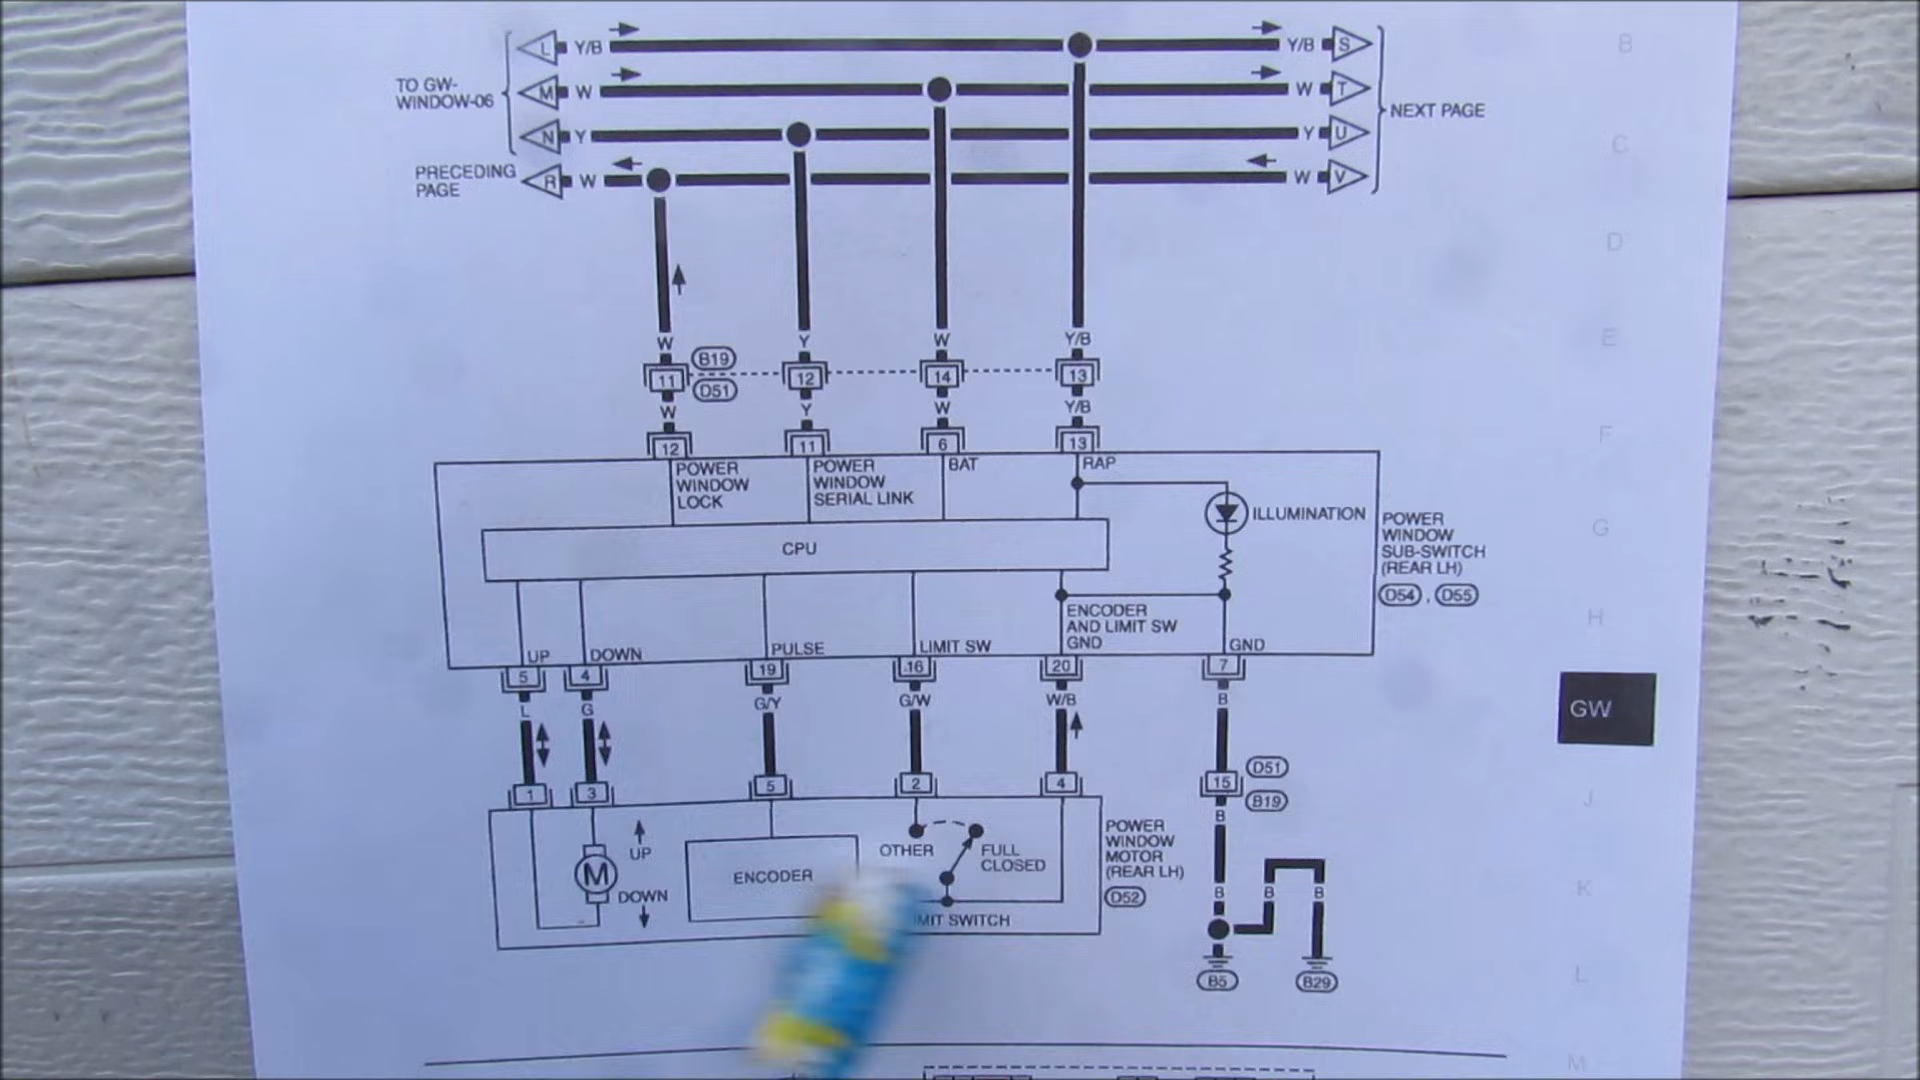 L Y/B Y/B S
B
TO GW-
WINDOW-06
M W W T
NEXT PAGE
N Y Y U
C
PRECEDING
PAGE
R W W V
D
W Y W Y/B
E
B19
11 12 14 13
D51
W Y W Y/B
F
12 11 6 13
POWER
WINDOW
LOCK
POWER
WINDOW
SERIAL LINK
BAT
RAP
ILLUMINATION
G
CPU
POWER
WINDOW
SUB-SWITCH
(REAR LH)
D54 , D55
ENCODER
AND LIMIT SW
GND
H
UP DOWN PULSE LIMIT SW GND
5 4 19 16 20 7
L G G/Y G/W W/B B
GW
D51
1 3 5 2 4 15
B19
J
B
UP
DOWN
M
ENCODER
OTHER
FULL
CLOSED
POWER
WINDOW
MOTOR
(REAR LH)
D52
MIT SWITCH
B B B
K
B5 B29
L
M